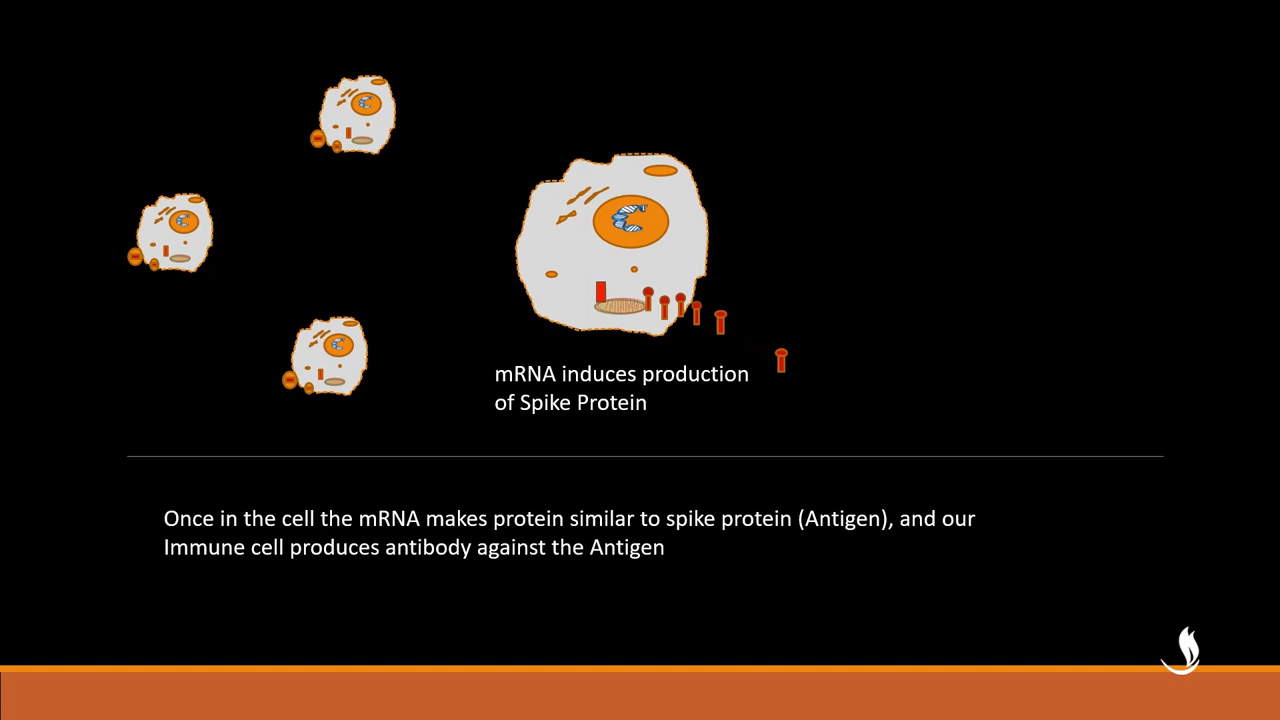 mRNA induces production
of Spike Protein
Once in the cell the mRNA makes protein similar to spike protein (Antigen), and our
Immune cell produces antibody against the Antigen